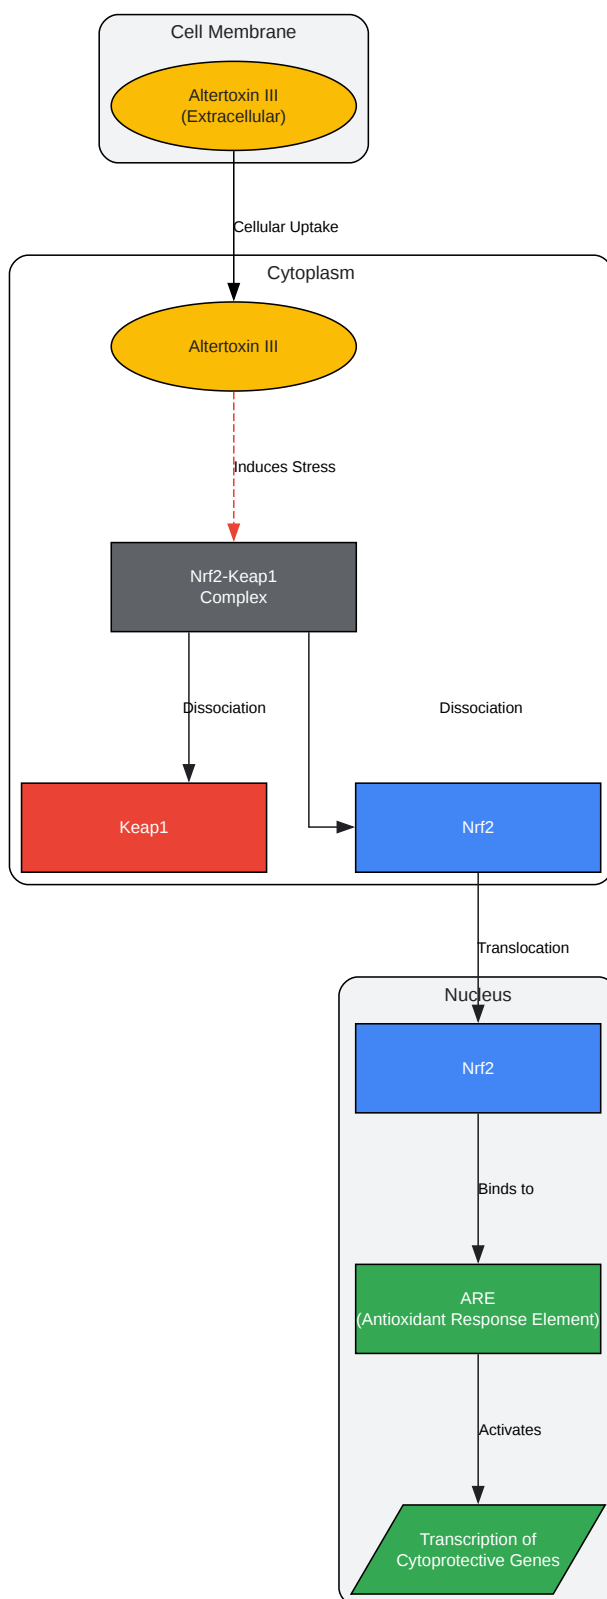 Cell Membrane
Altertoxin III
(Extracellular)
Cellular Uptake
Cytoplasm
Altertoxin III
Induces Stress
Nrf2-Keap1
Complex
Dissociation
Dissociation
Keap1
Nrf2
Translocation
Nucleus
Nrf2
Binds to
ARE
(Antioxidant Response Element)
Activates
Transcription of
Cytoprotective Genes